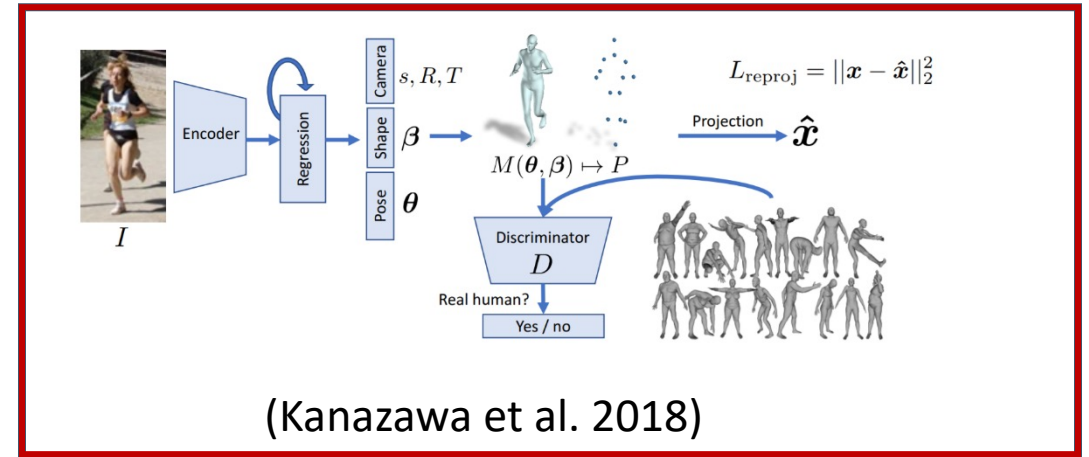 I
Encoder
Regression
Camera
s, R, T
Shape
β
Pose
θ
M(θ, β) ↦ P
L_reproj = ||x − x̂||₂²
Projection
x̂
Discriminator
D
Real human?
Yes / no
(Kanazawa et al. 2018)